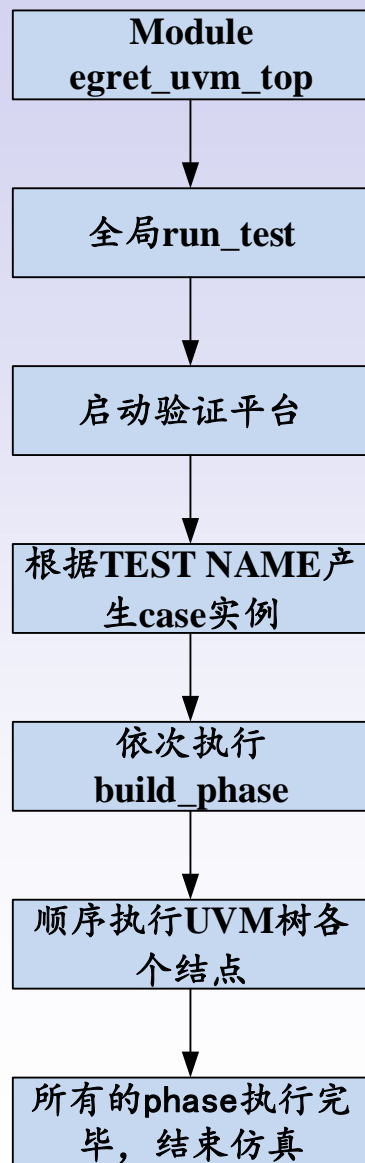 Module
egret_uvm_top
全局run_test
启动验证平台
根据TEST NAME产
生case实例
依次执行
build_phase
顺序执行UVM树各
个结点
所有的phase执行完
毕，结束仿真